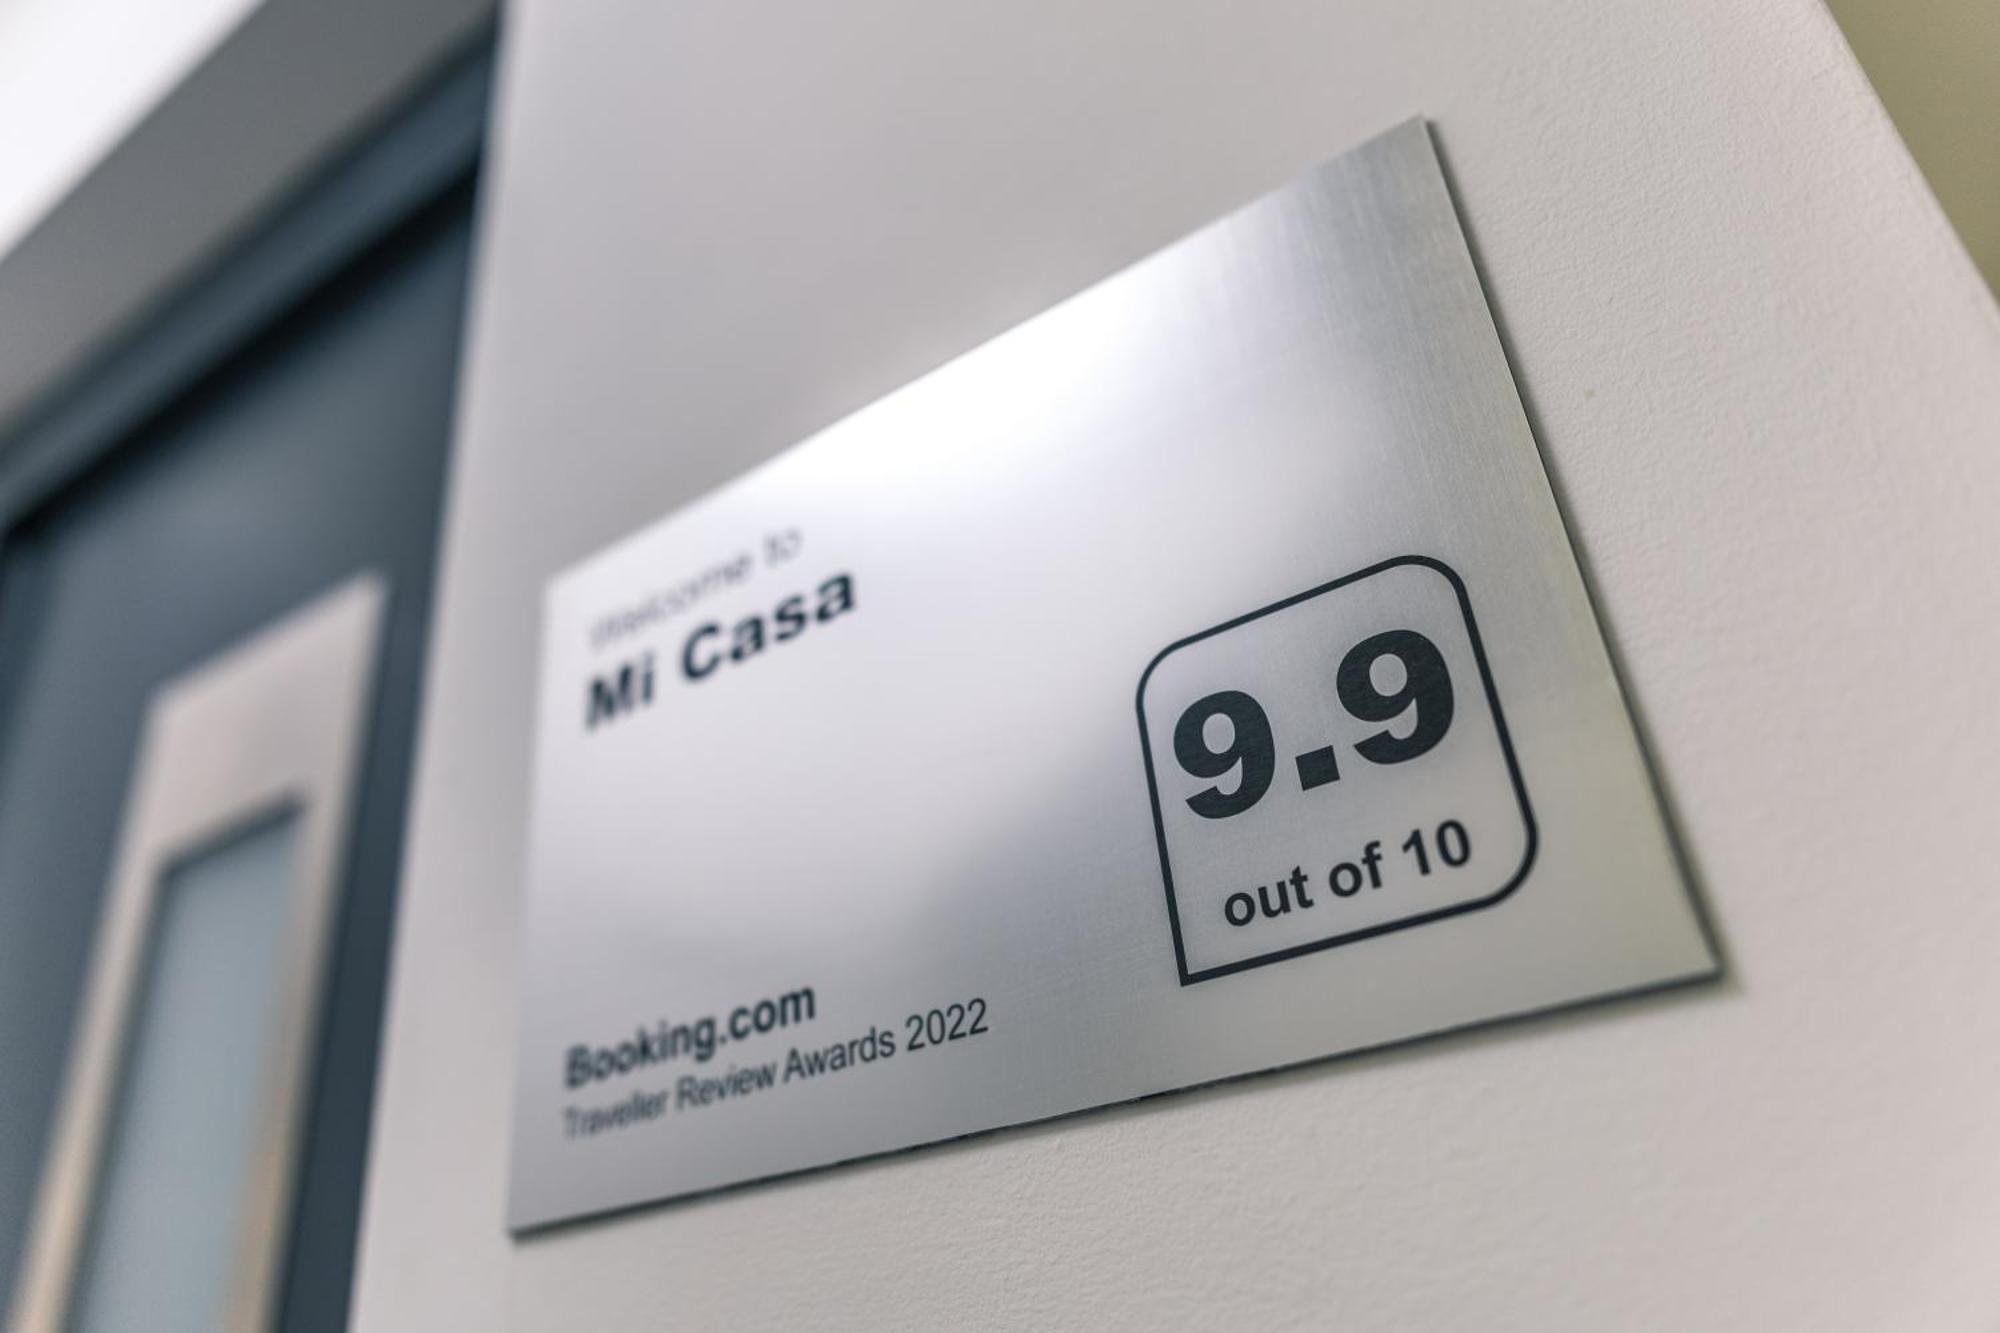 Welcome to
Mi Casa
9.9
out of 10
Booking.com
Traveller Review Awards 2022